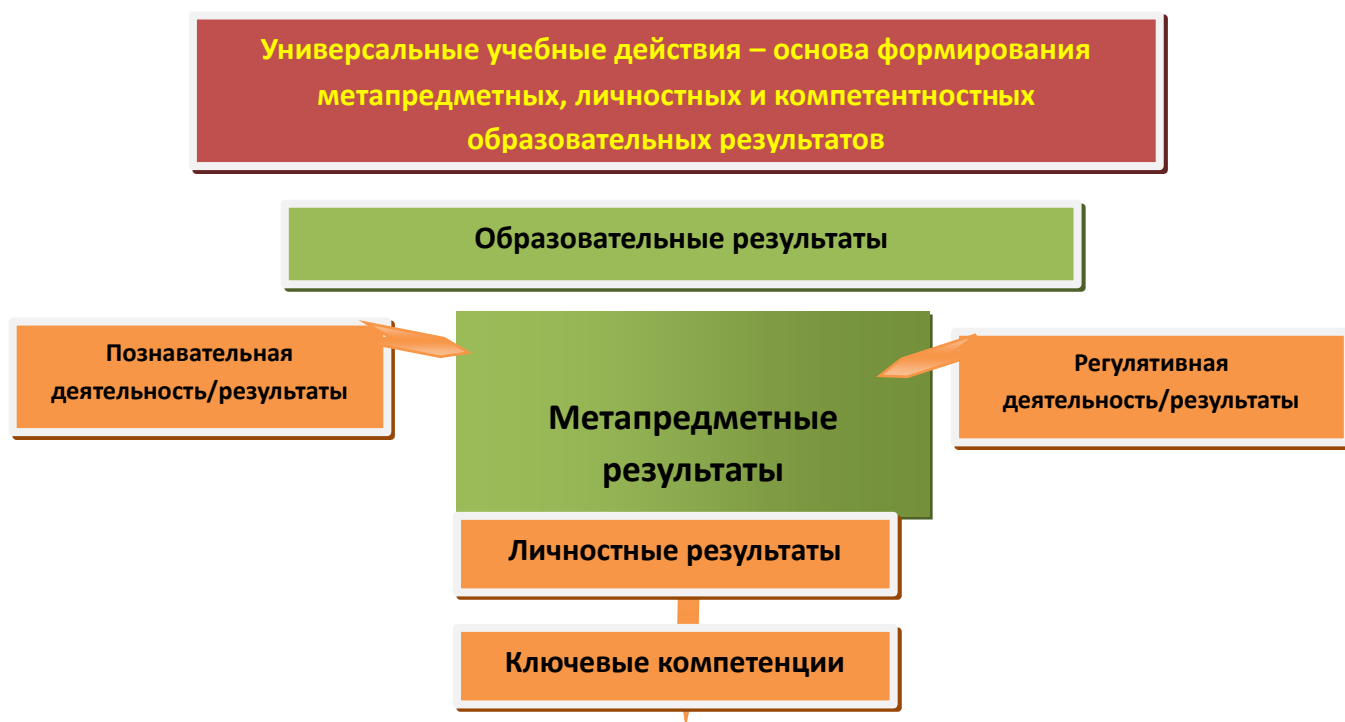 Универсальные учебные действия – основа формирования
метапредметных, личностных и компетентностных
образовательных результатов
Образовательные результаты
Познавательная
деятельность/результаты
Регулятивная
деятельность/результаты
Метапредметные
результаты
Личностные результаты
Ключевые компетенции